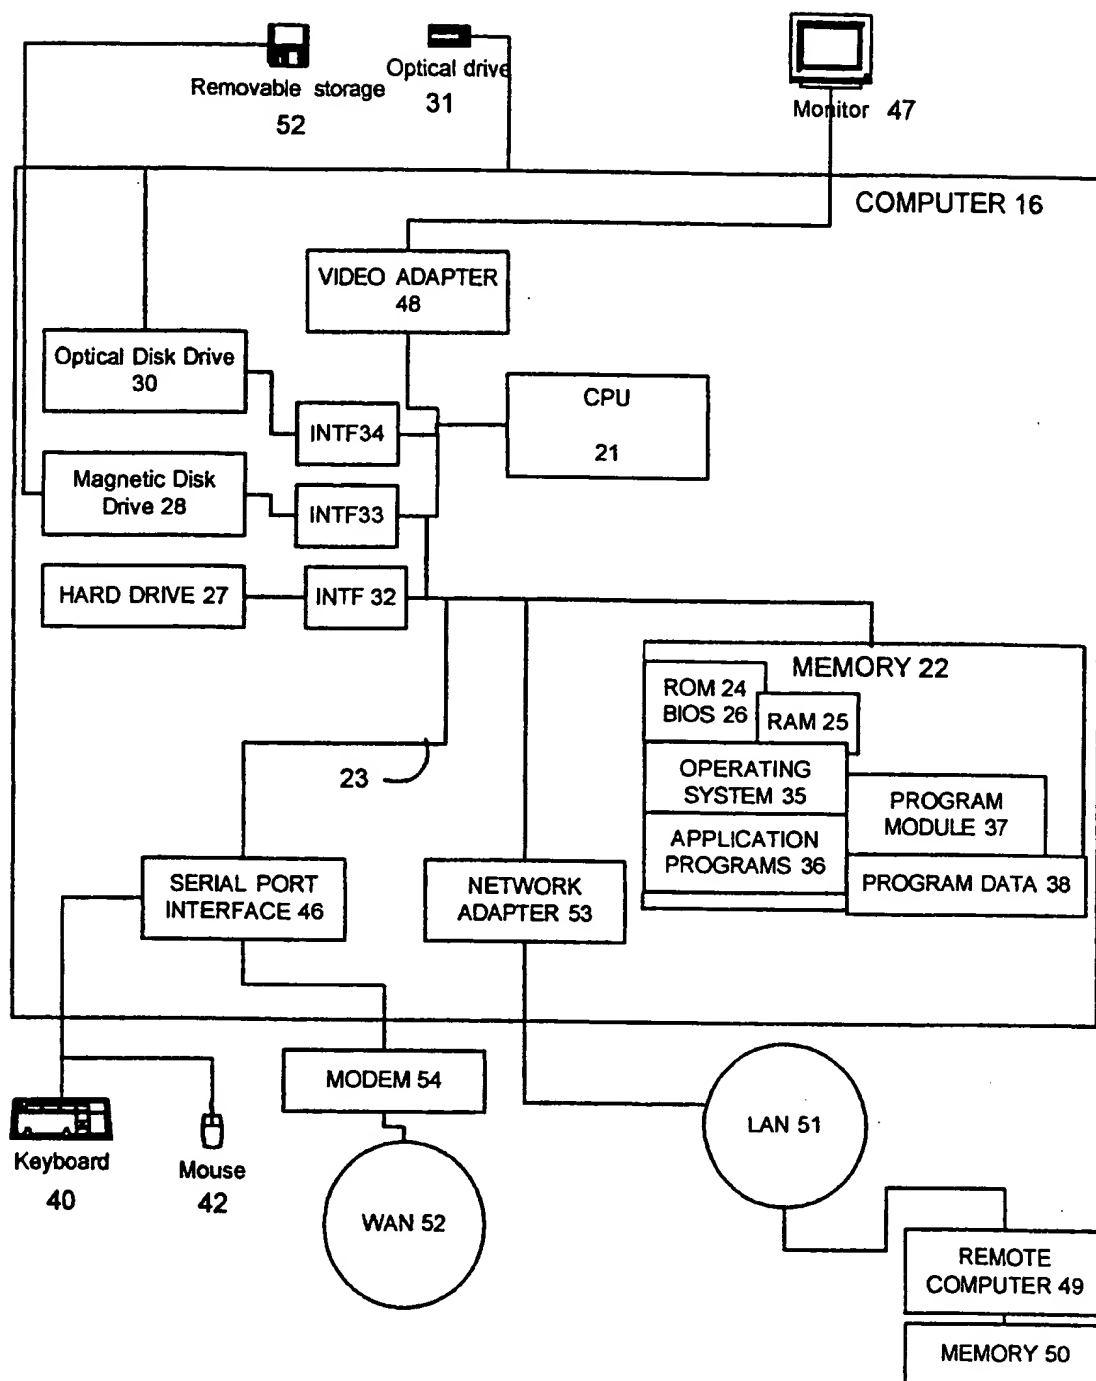 Removable storage
52
Optical drive
31
Monitor 47
COMPUTER 16
VIDEO ADAPTER
48
Optical Disk Drive
30
CPU
21
INTF34
Magnetic Disk
Drive 28
INTF33
HARD DRIVE 27
INTF 32
MEMORY 22
ROM 24
BIOS 26
RAM 25
OPERATING
SYSTEM 35
PROGRAM
MODULE 37
APPLICATION
PROGRAMS 36
PROGRAM DATA 38
23
SERIAL PORT
INTERFACE 46
NETWORK
ADAPTER 53
MODEM 54
LAN 51
Keyboard
40
Mouse
42
WAN 52
REMOTE
COMPUTER 49
MEMORY 50